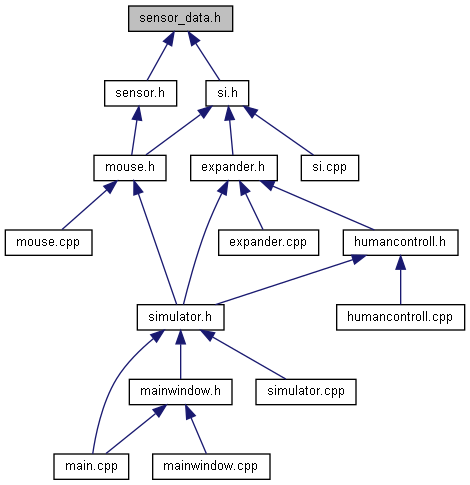 sensor_data.h
sensor.h
si.h
mouse.h
expander.h
si.cpp
mouse.cpp
expander.cpp
humancontroll.h
simulator.h
humancontroll.cpp
mainwindow.h
simulator.cpp
main.cpp
mainwindow.cpp